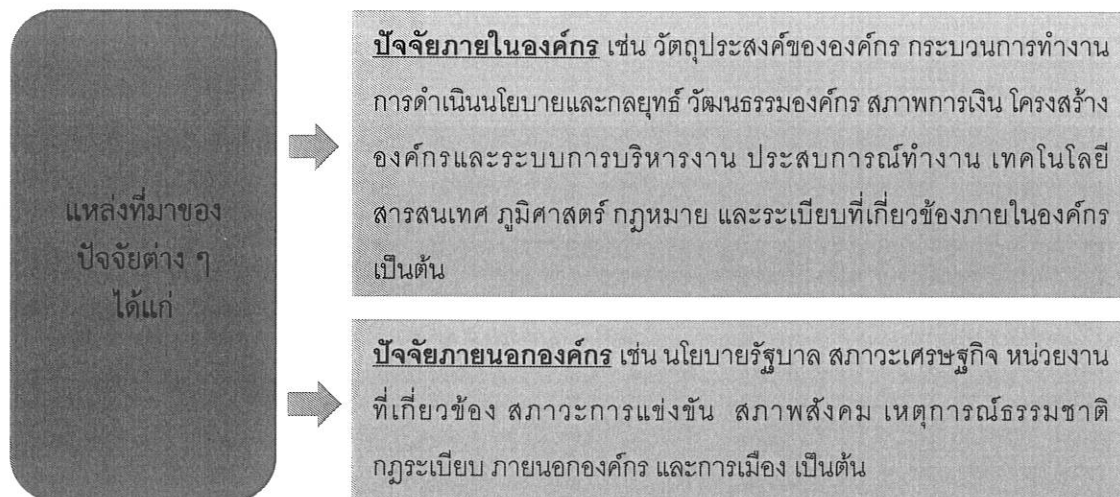 แหล่งที่มาของ
ปัจจัยต่าง ๆ
ได้แก่
ปัจจัยภายในองค์กร เช่น วัตถุประสงค์ขององค์กร กระบวนการทำงาน
การดำเนินนโยบายและกลยุทธ์ วัฒนธรรมองค์กร สภาพการเงิน โครงสร้าง
องค์กรและระบบการบริหารงาน ประสบการณ์ทำงาน เทคโนโลยี
สารสนเทศ ภูมิศาสตร์ กฎหมาย และระเบียบที่เกี่ยวข้องภายในองค์กร
เป็นต้น
ปัจจัยภายนอกองค์กร เช่น นโยบายรัฐบาล สภาวะเศรษฐกิจ หน่วยงาน
ที่เกี่ยวข้อง สภาวะการแข่งขัน สภาพสังคม เหตุการณ์ธรรมชาติ
กฎระเบียบ ภายนอกองค์กร และการเมือง เป็นต้น